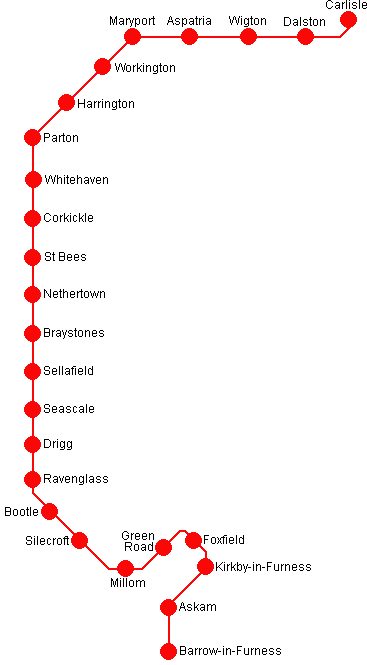 Carlisle
Maryport
Aspatria
Wigton
Dalston
Workington
Harrington
Parton
Whitehaven
Corkickle
St Bees
Nethertown
Braystones
Sellafield
Seascale
Drigg
Ravenglass
Bootle
Silecroft
Millom
Green
Road
Foxfield
Kirkby-in-Furness
Askam
Barrow-in-Furness